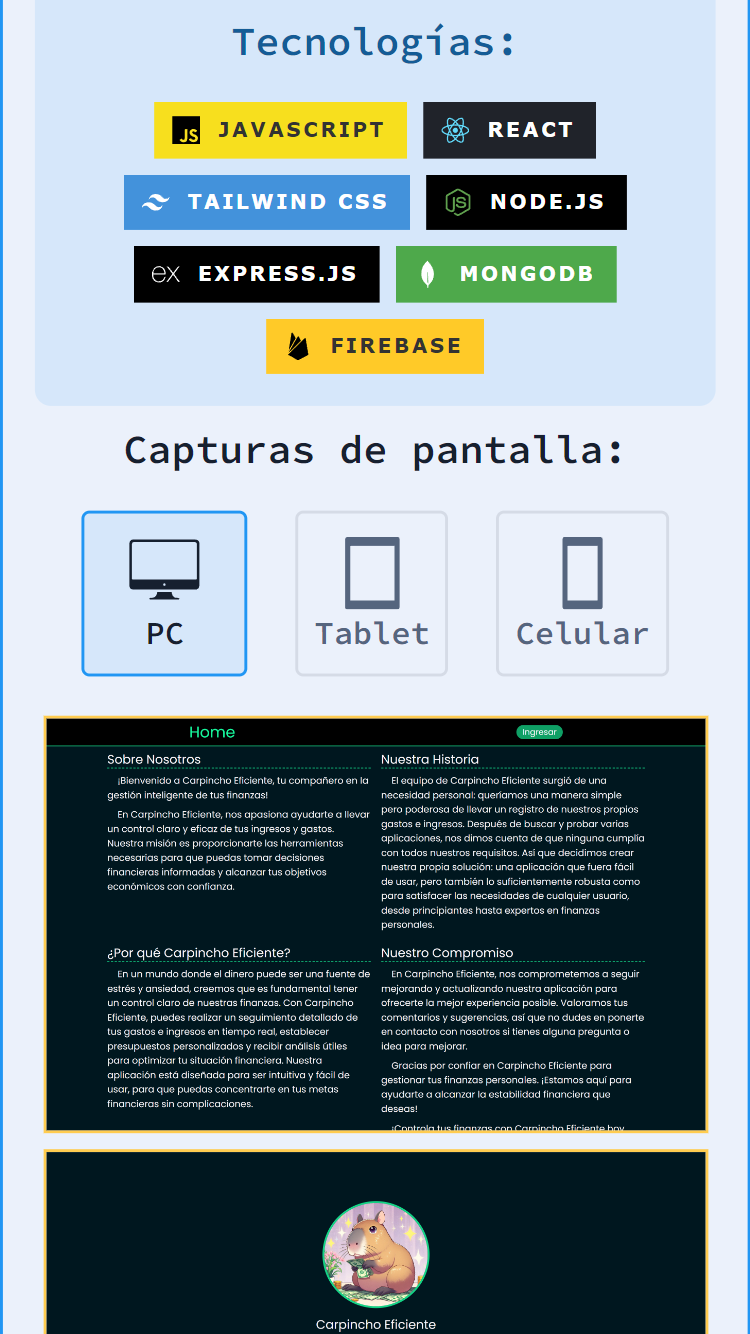 Tecnologías:
JS JAVASCRIPT
REACT
TAILWIND CSS
JS NODE.JS
ex EXPRESS.JS
MONGODB
FIREBASE
Capturas de pantalla:
PC
Tablet
Celular
Home
Ingresar
Sobre Nosotros
¡Bienvenido a Carpincho Eficiente, tu compañero en la
gestión inteligente de tus finanzas!
En Carpincho Eficiente, nos apasiona ayudarte a llevar
un control claro y eficaz de tus ingresos y gastos.
Nuestra misión es proporcionarte las herramientas
necesarias para que puedas tomar decisiones
financieras informadas y alcanzar tus objetivos
económicos con confianza.
Nuestra Historia
El equipo de Carpincho Eficiente surgió de una
necesidad personal: queríamos una manera simple
pero poderosa de llevar un registro de nuestros propios
gastos e ingresos. Después de buscar y probar varias
aplicaciones, nos dimos cuenta de que ninguna cumplía
con todos nuestros requisitos. Así que decidimos crear
nuestra propia solución: una aplicación que fuera fácil
de usar, pero también lo suficientemente robusta como
para satisfacer las necesidades de cualquier usuario,
desde principiantes hasta expertos en finanzas
personales.
¿Por qué Carpincho Eficiente?
En un mundo donde el dinero puede ser una fuente de
estrés y ansiedad, creemos que es fundamental tener
un control claro de nuestras finanzas. Con Carpincho
Eficiente, puedes realizar un seguimiento detallado de
tus gastos e ingresos en tiempo real, establecer
presupuestos personalizados y recibir análisis útiles
para optimizar tu situación financiera. Nuestra
aplicación está diseñada para ser intuitiva y fácil de
usar, para que puedas concentrarte en tus metas
financieras sin complicaciones.
Nuestro Compromiso
En Carpincho Eficiente, nos comprometemos a seguir
mejorando y actualizando nuestra aplicación para
ofrecerte la mejor experiencia posible. Valoramos tus
comentarios y sugerencias, así que no dudes en ponerte
en contacto con nosotros si tienes alguna pregunta o
idea para mejorar.
Gracias por confiar en Carpincho Eficiente para
gestionar tus finanzas personales. ¡Estamos aquí para
ayudarte a alcanzar la estabilidad financiera que
deseas!
¡Controla tus finanzas con Carpincho Eficiente hoy
Carpincho Eficiente